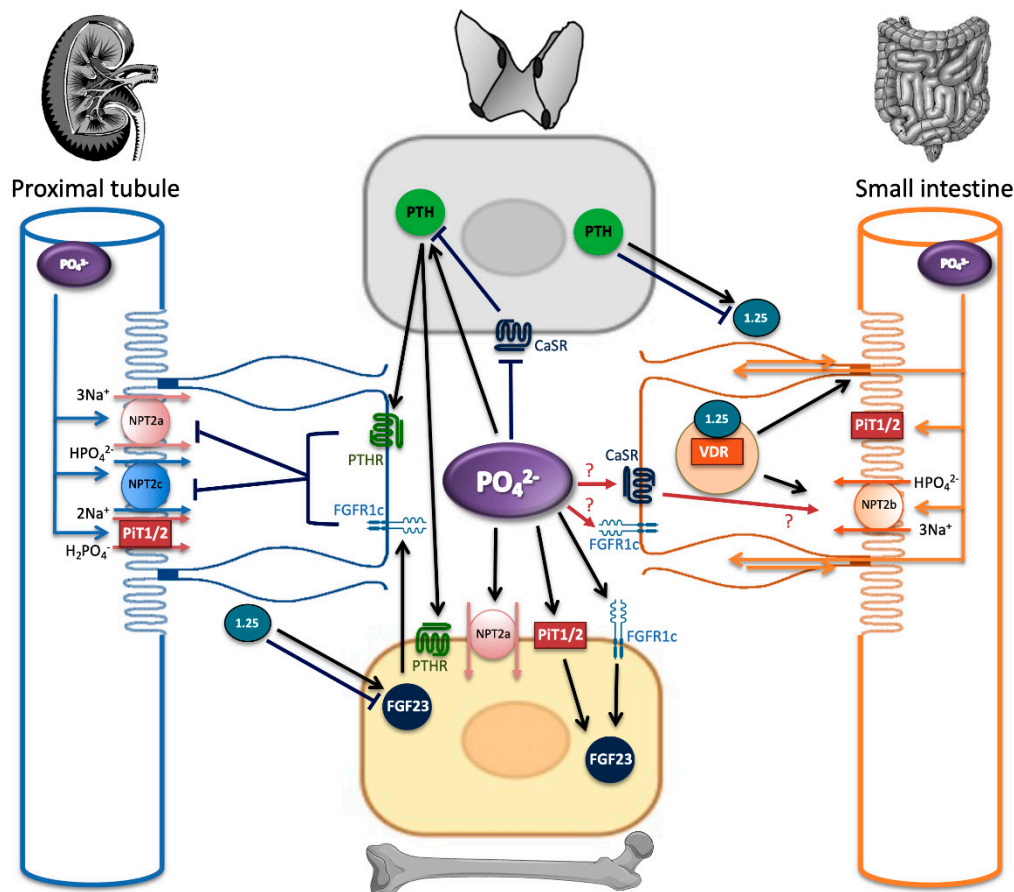 Proximal tubule
Small intestine
PO₄²⁻
PTH
PTH
PO₄²⁻
1.25
CaSR
3Na⁺
NPT2a
HPO₄²⁻
NPT2c
2Na⁺
PiT1/2
H₂PO₄⁻
PTHR
FGFR1c
PO₄²⁻
?
?
CaSR
FGFR1c
1.25
VDR
?
PiT1/2
HPO₄²⁻
NPT2b
3Na⁺
1.25
PTHR
NPT2a
PiT1/2
FGFR1c
FGF23
FGF23